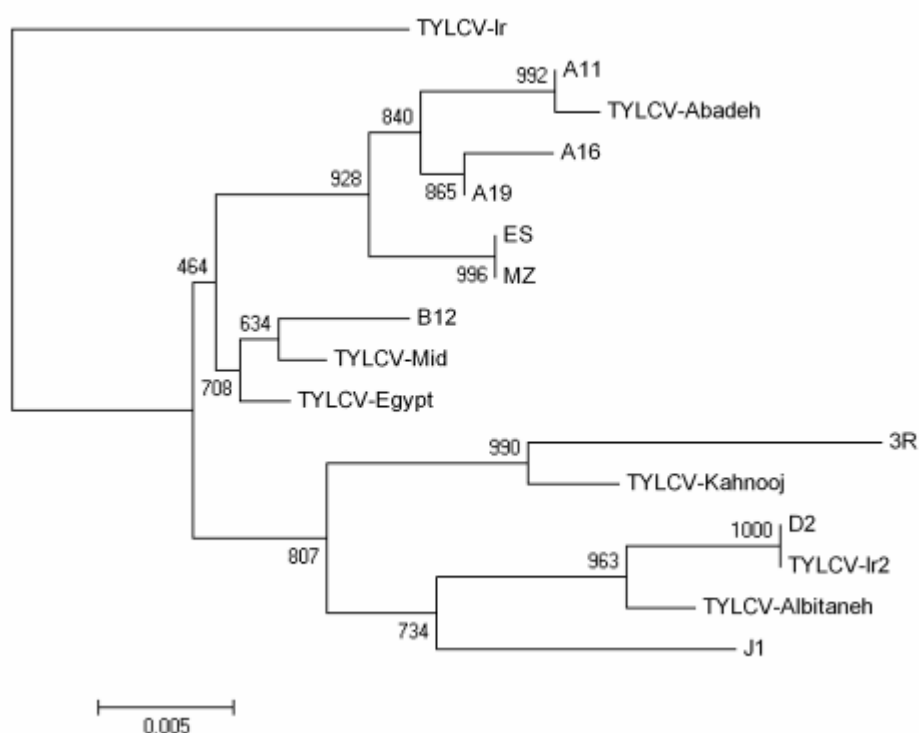 TYLCV-Ir
992 A11
TYLCV-Abadeh
840
A16
865 A19
928
ES
996 MZ
464
B12
634
TYLCV-Mid
708
TYLCV-Egypt
3R
990
TYLCV-Kahnooj
807
1000 D2
TYLCV-Ir2
963
TYLCV-Albitaneh
734
J1
0.005